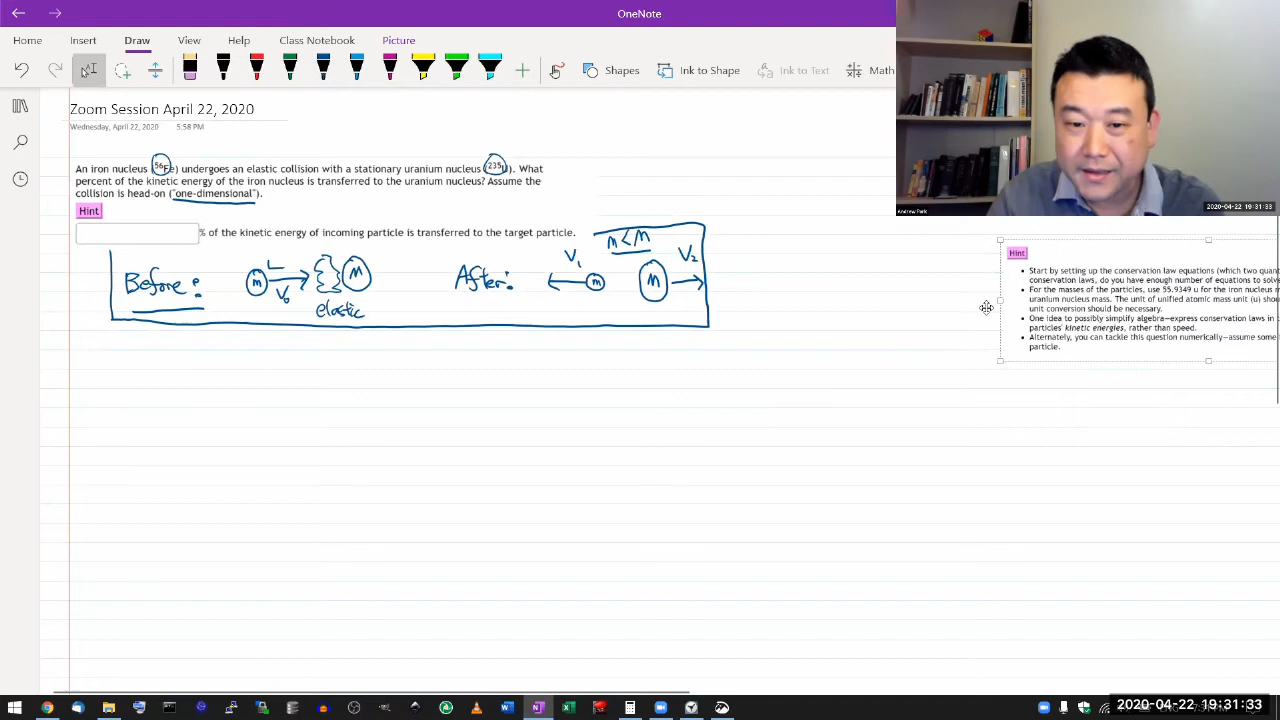 OneNote
Home Insert Draw View Help Class Notebook Picture
Shapes Ink to Shape Ink to Text Math
Zoom Session April 22, 2020
Wednesday, April 22, 2020 5:58 PM
An iron nucleus (56Fe) undergoes an elastic collision with a stationary uranium nucleus (235U). What
percent of the kinetic energy of the iron nucleus is transferred to the uranium nucleus? Assume the
collision is head-on ("one-dimensional").
Hint
% of the kinetic energy of incoming particle is transferred to the target particle.
m < M
Before: m V0 M After: V1 m M V2
elastic
Andrew Park
2020-04-22 19:31:33
Hint
Start by setting up the conservation law equations (which two quant
conservation laws, do you have enough number of equations to solve
For the masses of the particles, use 55.9349 u for the iron nucleus
uranium nucleus mass. The unit of unified atomic mass unit (u) shou
unit conversion should be necessary.
One idea to possibly simplify algebra—express conservation laws in
particles' kinetic energies, rather than speed.
Alternately, you can tackle this question numerically—assume some
particle.
2020-04-22 19:31:33